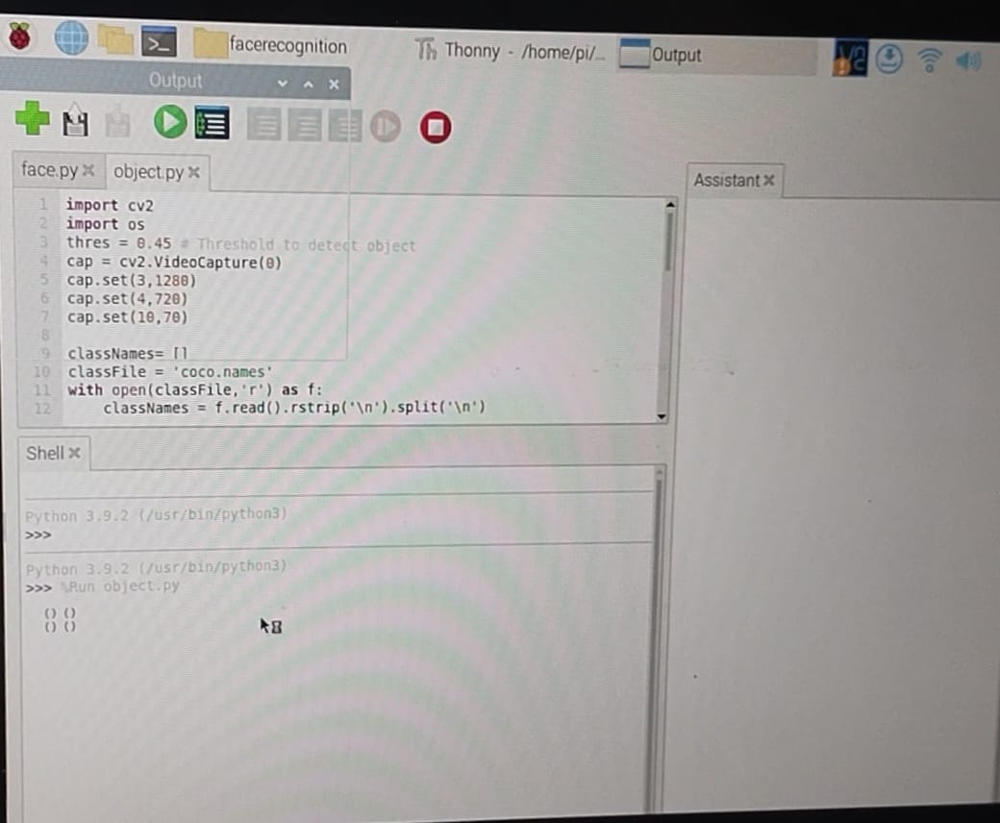 facerecognition
Thonny - /home/pi/...
Output
Output
face.py
object.py
Assistant
1 import cv2
2 import os
3 thres = 0.45 # Threshold to detect object
4 cap = cv2.VideoCapture(0)
5 cap.set(3,1280)
6 cap.set(4,720)
7 cap.set(10,70)
8
9 classNames= []
10 classFile = 'coco.names'
11 with open(classFile,'r') as f:
12 classNames = f.read().rstrip('\n').split('\n')
Shell
Python 3.9.2 (/usr/bin/python3)
>>>
Python 3.9.2 (/usr/bin/python3)
>>> %Run object.py
() ()
() ()